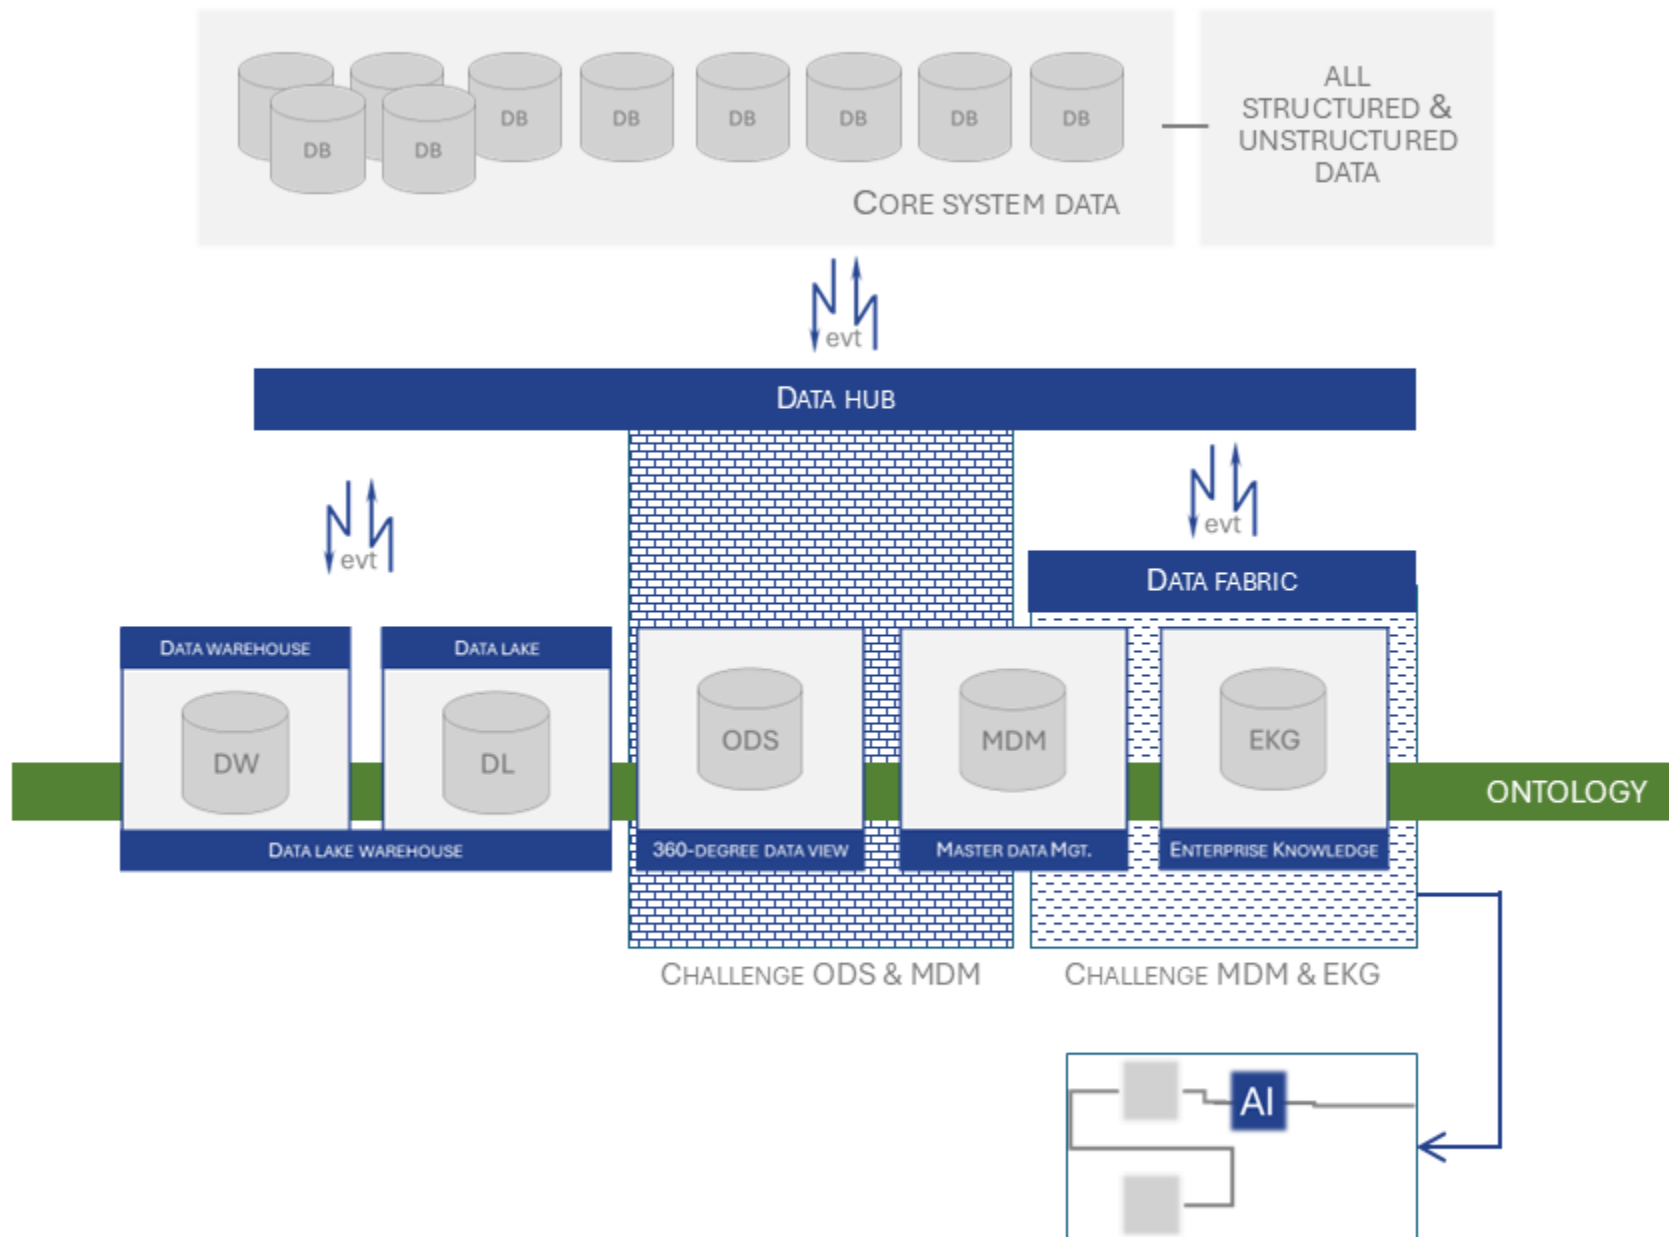 DB
DB
DB
DB
DB
DB
DB
DB
CORE SYSTEM DATA
ALL
STRUCTURED &
UNSTRUCTURED
DATA
evt
DATA HUB
evt
evt
DATA FABRIC
DATA WAREHOUSE
DATA LAKE
DW
DL
ODS
MDM
EKG
ONTOLOGY
DATA LAKE WAREHOUSE
360-DEGREE DATA VIEW
MASTER DATA MGT.
ENTERPRISE KNOWLEDGE
CHALLENGE ODS & MDM
CHALLENGE MDM & EKG
AI